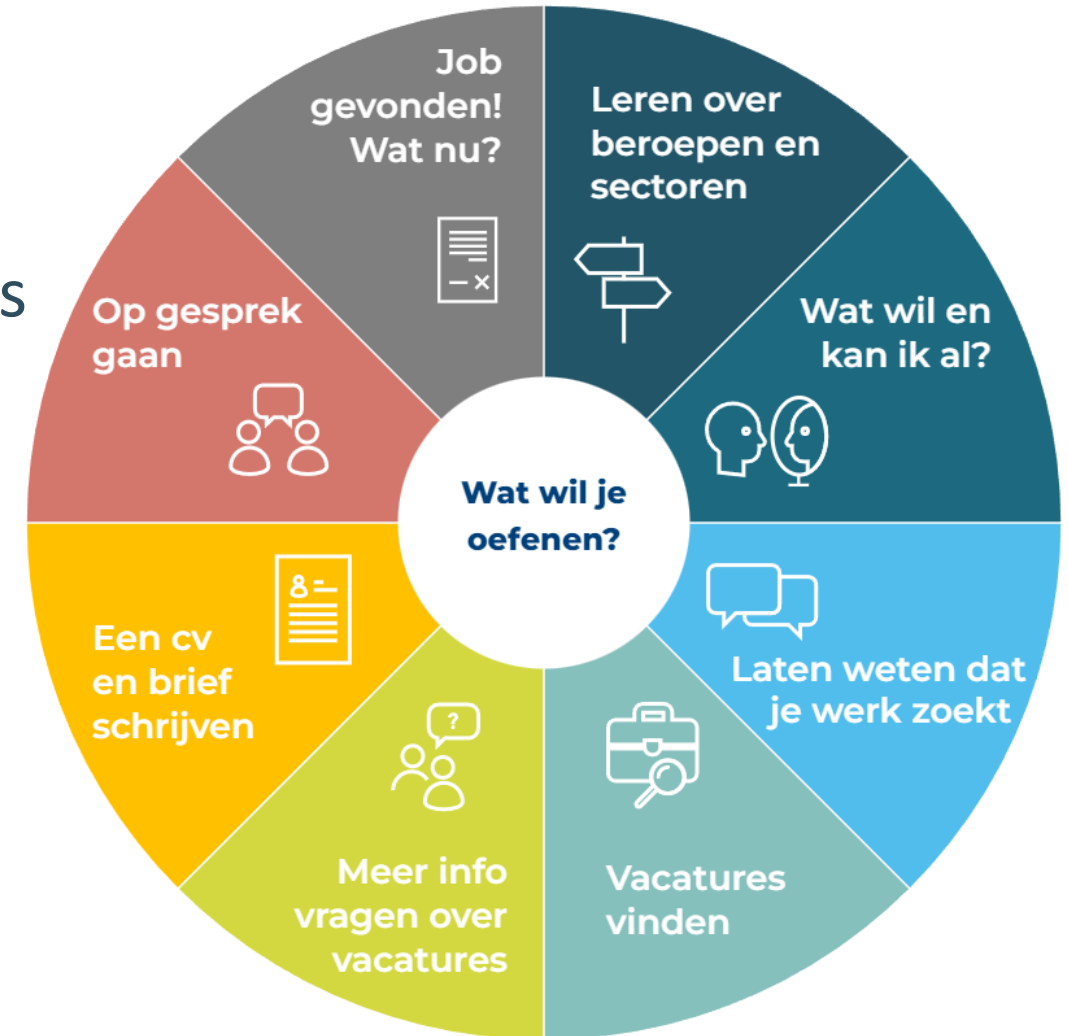 Job
gevonden!
Wat nu?
Leren over
beroepen en
sectoren
Wat wil en
kan ik al?
Laten weten dat
je werk zoekt
Vacatures
vinden
Meer info
vragen over
vacatures
Een cv
en brief
schrijven
Op gesprek
gaan
Wat wil je
oefenen?
s
?